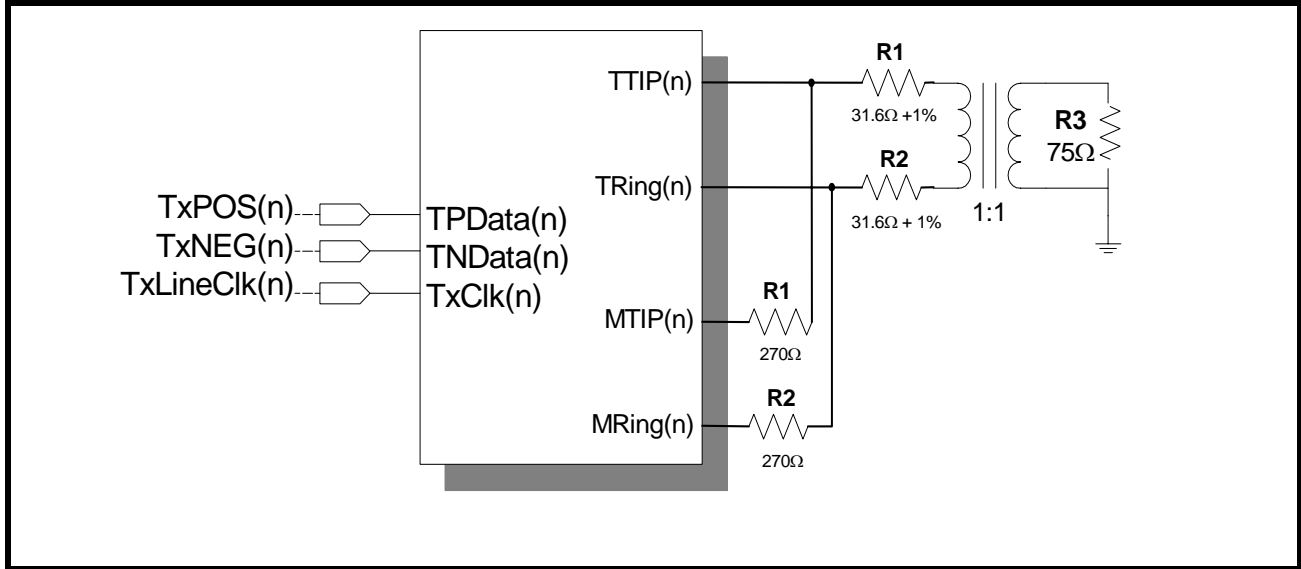 TTIP(n)
R1
31.6Ω +1%
R3
75Ω
TRing(n)
R2
31.6Ω + 1%
1:1
TxPOS(n)
TPData(n)
TxNEG(n)
TNData(n)
TxLineClk(n)
TxClk(n)
MTIP(n)
R1
270Ω
MRing(n)
R2
270Ω